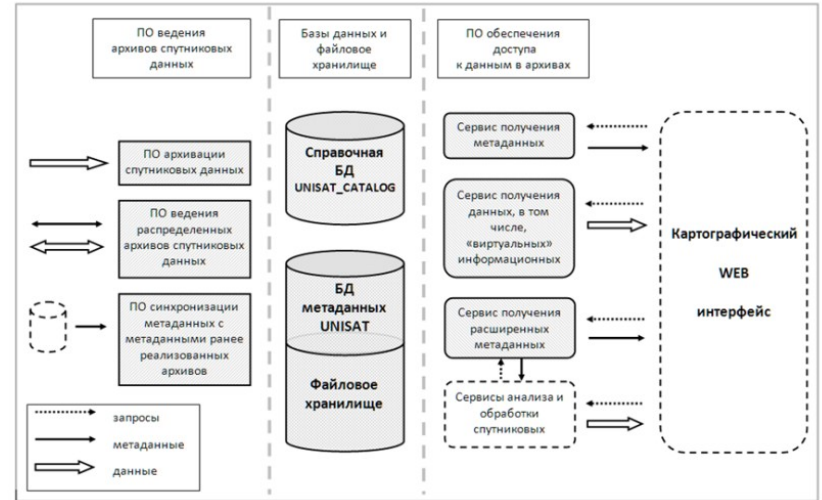 ПО ведения
архивов спутниковых
данных
Базы данных и
файловое
хранилище
ПО обеспечения
доступа
к данным в архивах
ПО архивации
спутниковых данных
ПО ведения
распределенных
архивов спутниковых
данных
ПО синхронизации
метаданных с
метаданными ранее
реализованных
архивов
Справочная
БД
UNISAT_CATALOG
БД
метаданных
UNISAT
Файловое
хранилище
Сервис получения
метаданных
Сервис получения
данных, в том
числе,
«виртуальных»
информационных
Сервис получения
расширенных
метаданных
Сервисы анализа и
обработки
спутниковых
Картографический
WEB
интерфейс
запросы
метаданные
данные